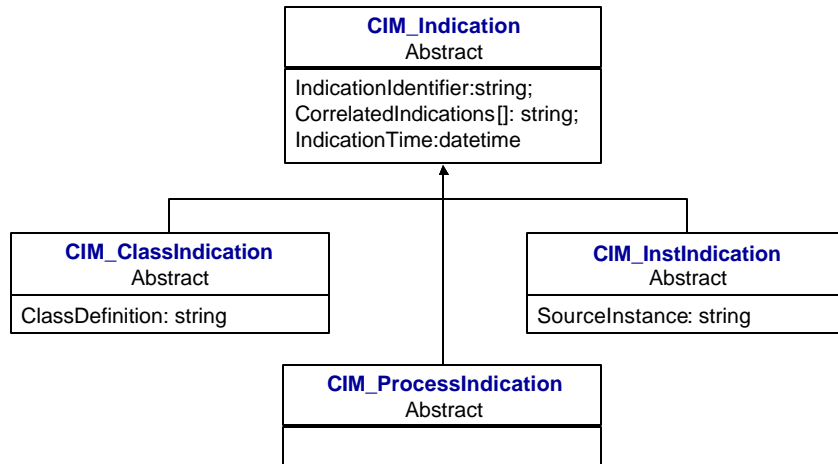 CIM_Indication
Abstract
IndicationIdentifier:string;
CorrelatedIndications[]: string;
IndicationTime:datetime
CIM_ClassIndication
Abstract
ClassDefinition: string
CIM_InstIndication
Abstract
SourceInstance: string
CIM_ProcessIndication
Abstract